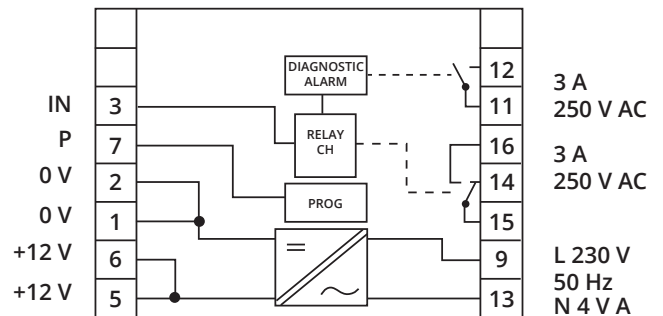 DIAGNOSTIC
ALARM
12
3 A
250 V AC
IN
3
11
RELAY
CH
P
7
16
3 A
250 V AC
0 V
2
14
PROG
0 V
1
15
+12 V
6
9
L 230 V
50 Hz
N 4 V A
+12 V
5
13